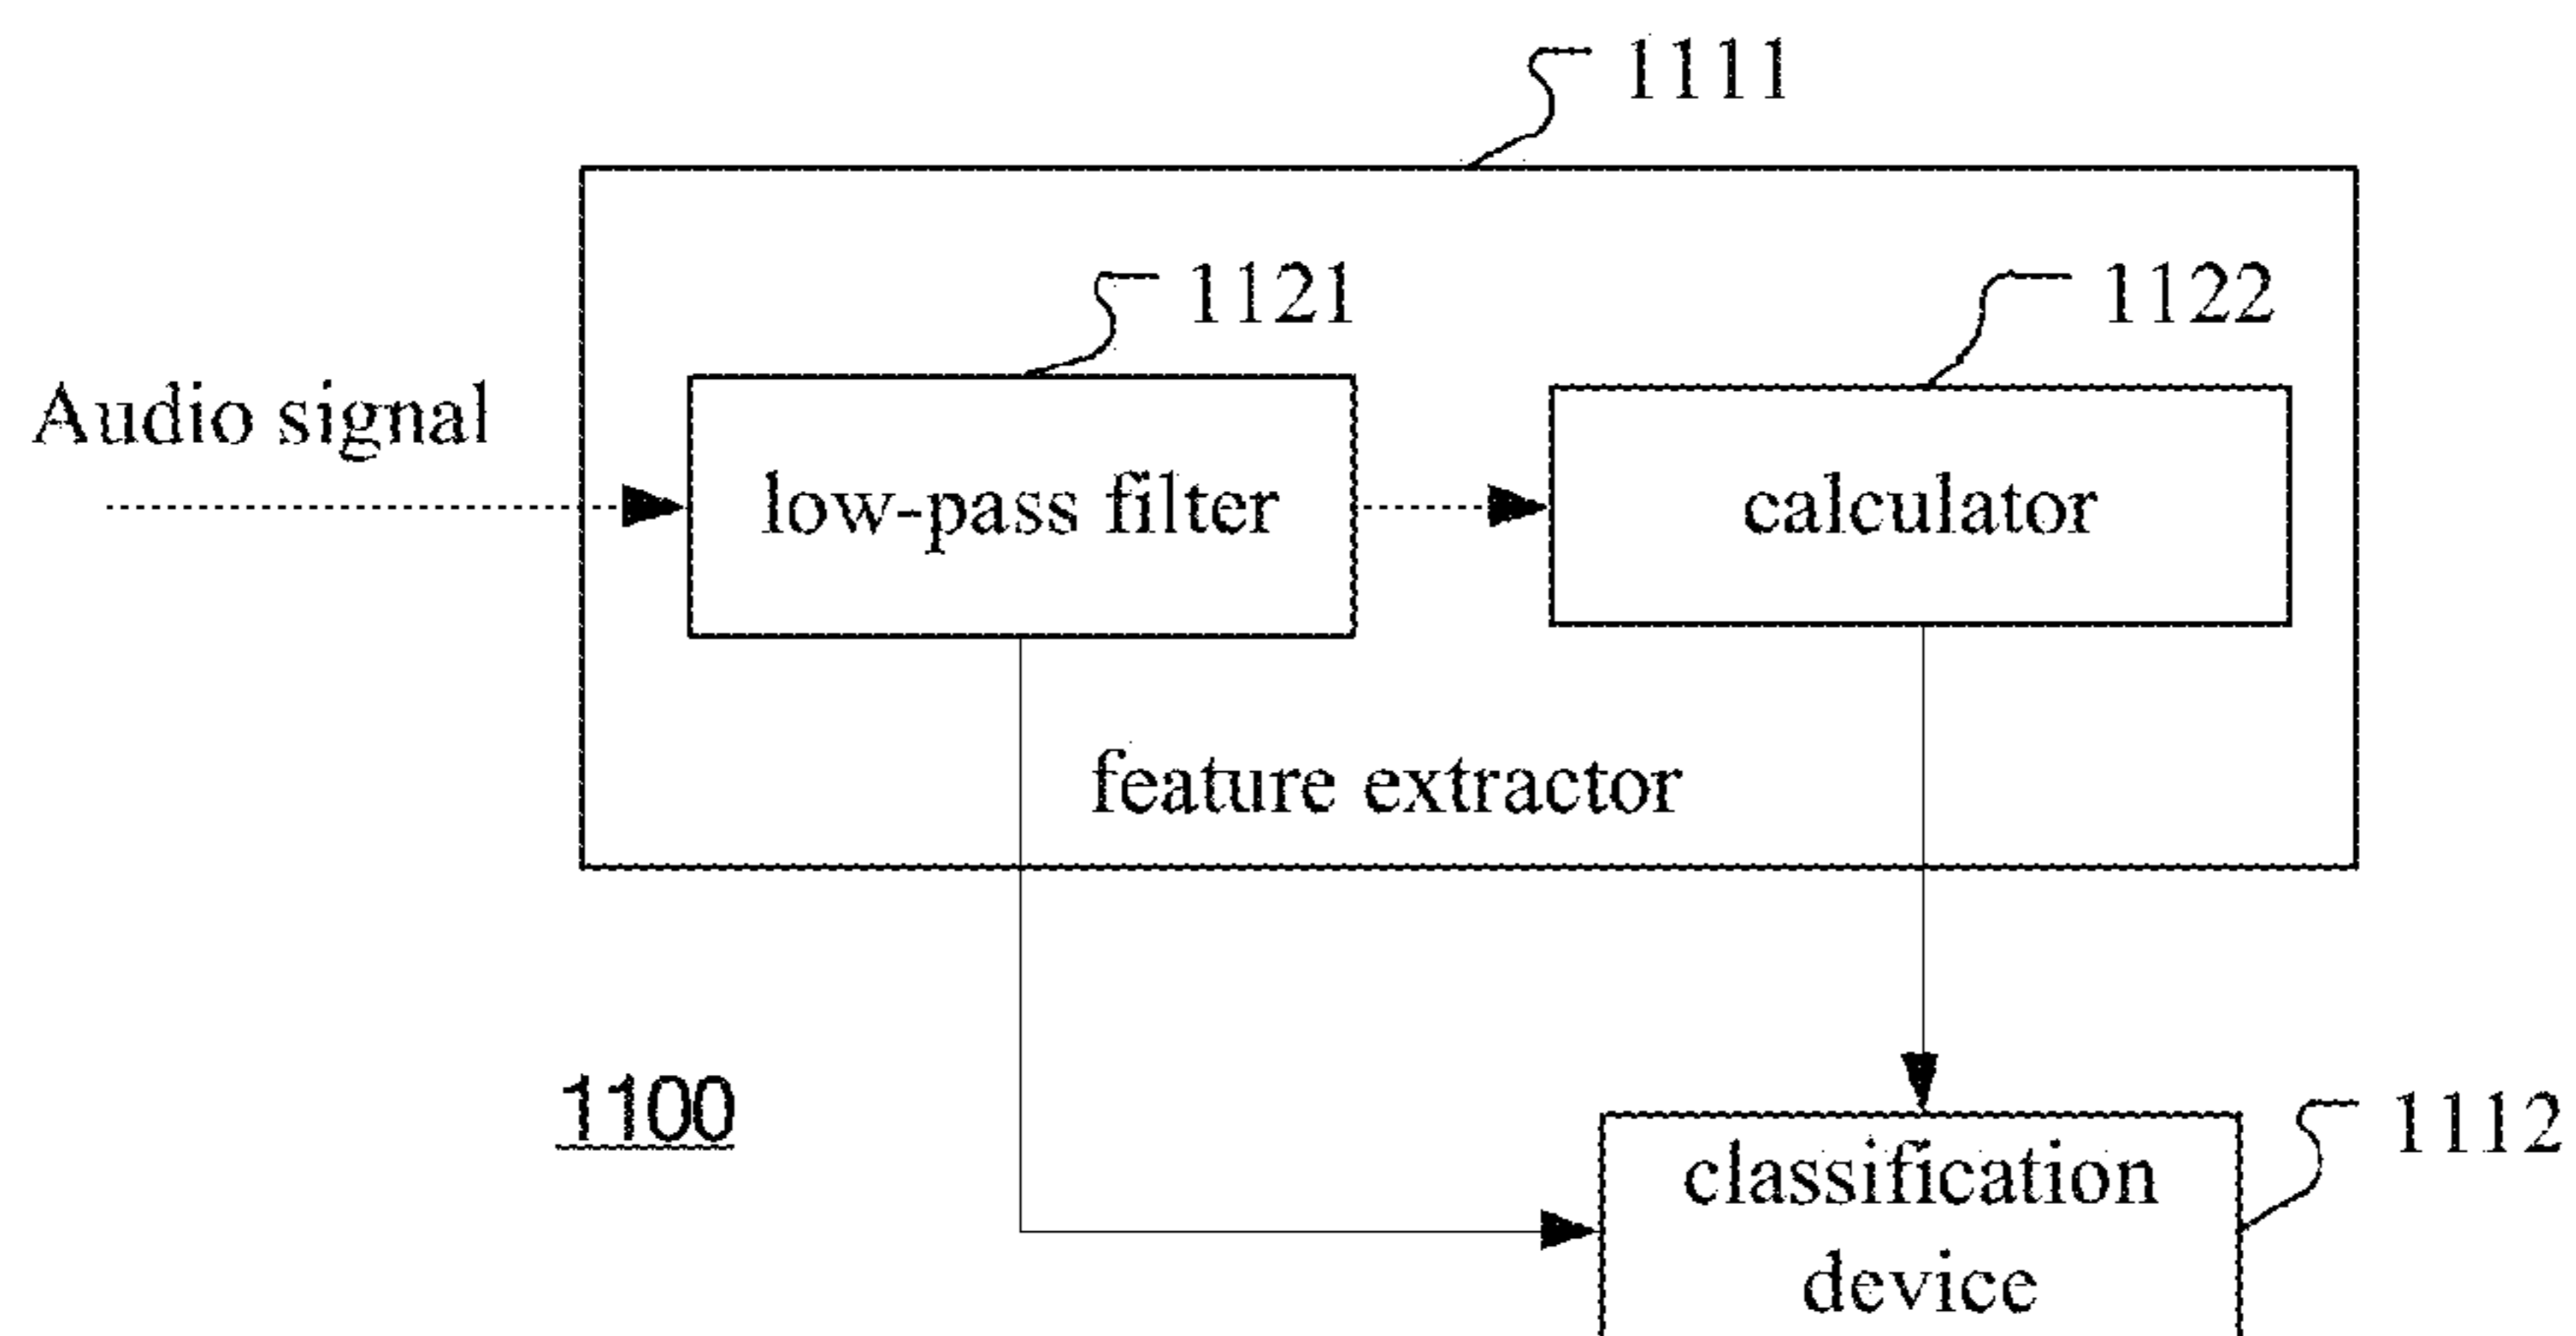 1111
1121
1122
Audio signal
low-pass filter
calculator
feature extractor
1100
1112
classification
device